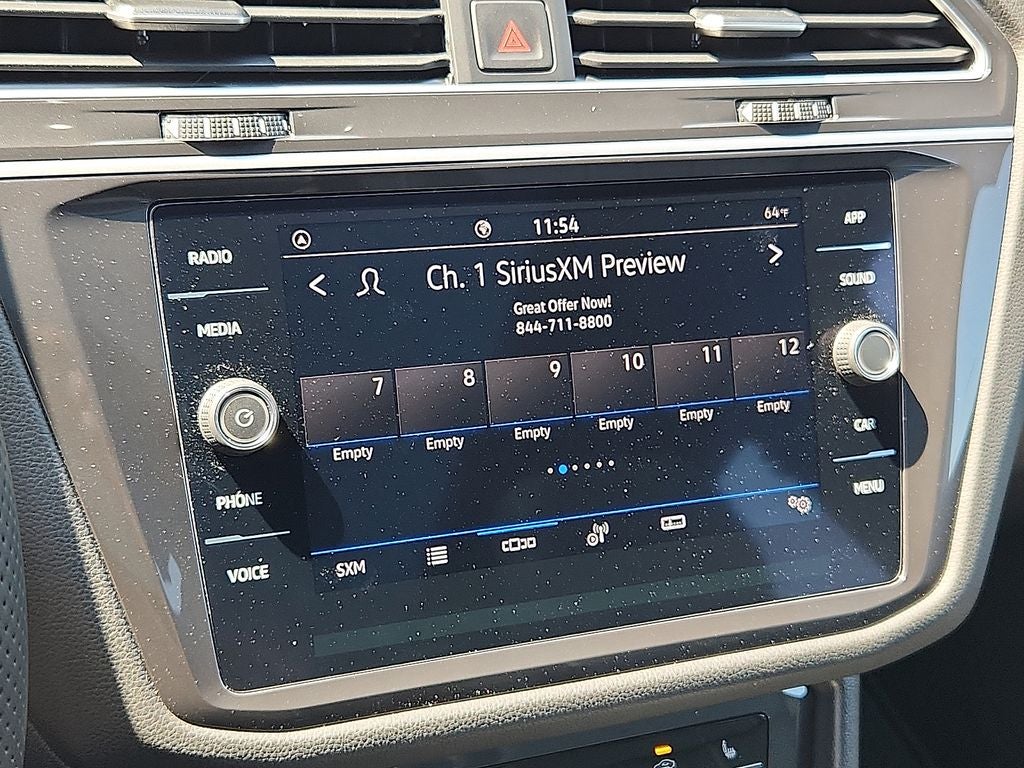 11:54
64°F
Ch. 1 SiriusXM Preview
Great Offer Now!
844-711-8800
7
8
9
10
11
12
Empty
Empty
Empty
Empty
Empty
Empty
SXM
RADIO
MEDIA
PHONE
VOICE
APP
SOUND
CAR
MENU